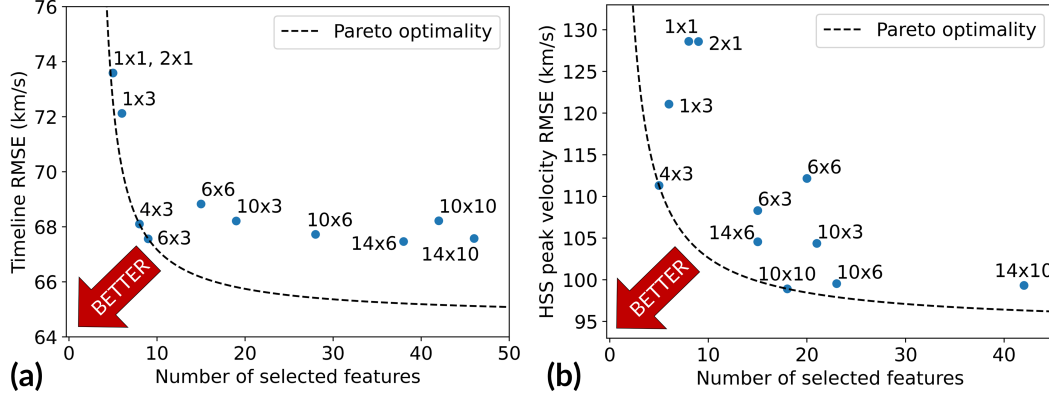 76
74
72
70
68
66
64
0
10
20
30
40
50
Timeline RMSE (km/s)
Number of selected features
Pareto optimality
1x1, 2x1
1x3
4x3
6x3
6x6
10x3
10x6
14x6
10x10
14x10
BETTER
(a)
130
125
120
115
110
105
100
95
0
10
20
30
40
HSS peak velocity RMSE (km/s)
Number of selected features
Pareto optimality
1x1
2x1
1x3
4x3
6x6
6x3
14x6
10x3
10x10
10x6
14x10
BETTER
(b)